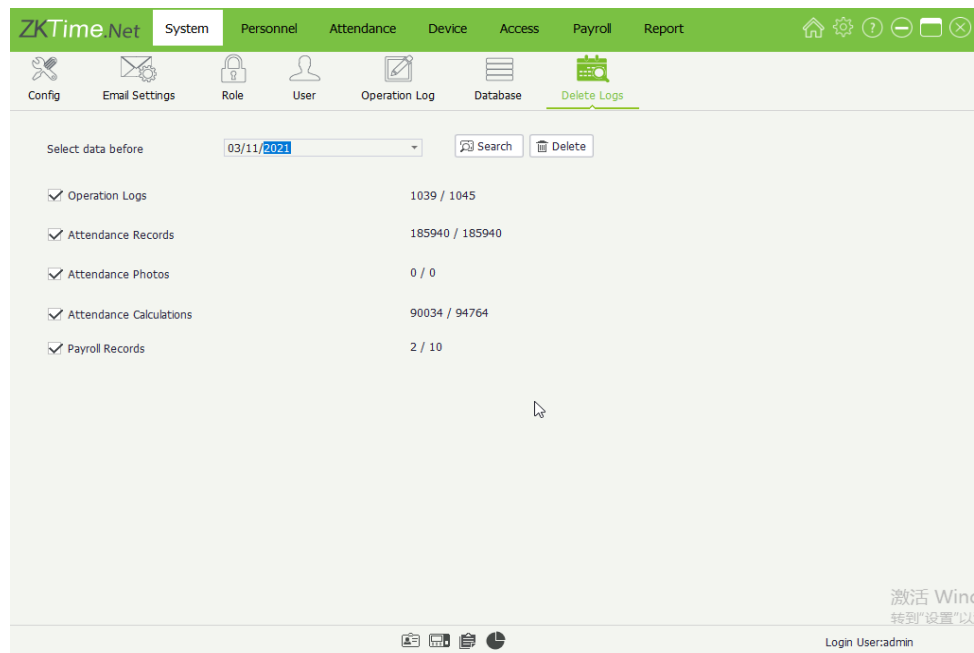 ZKTime.Net System Personnel Attendance Device Access Payroll Report
Config Email Settings Role User Operation Log Database Delete Logs
Select data before 03/11/2021 Search Delete
Operation Logs 1039 / 1045
Attendance Records 185940 / 185940
Attendance Photos 0 / 0
Attendance Calculations 90034 / 94764
Payroll Records 2 / 10
激活 Wind
转到"设置"以
Login User:admin